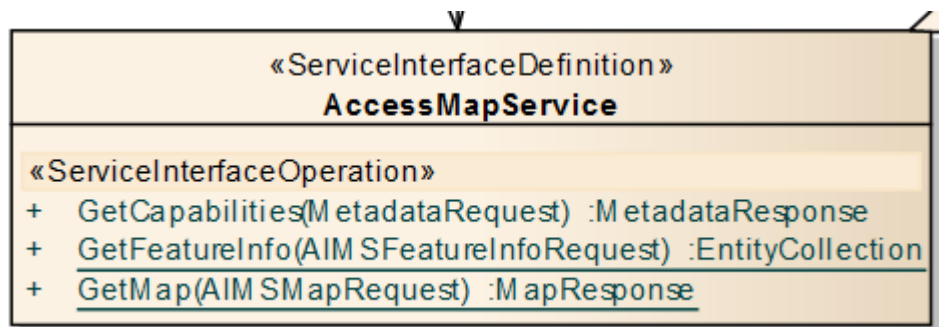 «ServiceInterfaceDefinition»
AccessMapService
«ServiceInterfaceOperation»
+ GetCapabilities(MetadataRequest) :MetadataResponse
+ GetFeatureInfo(AIMSFeatureInfoRequest) :EntityCollection
+ GetMap(AIMSMapRequest) :MapResponse